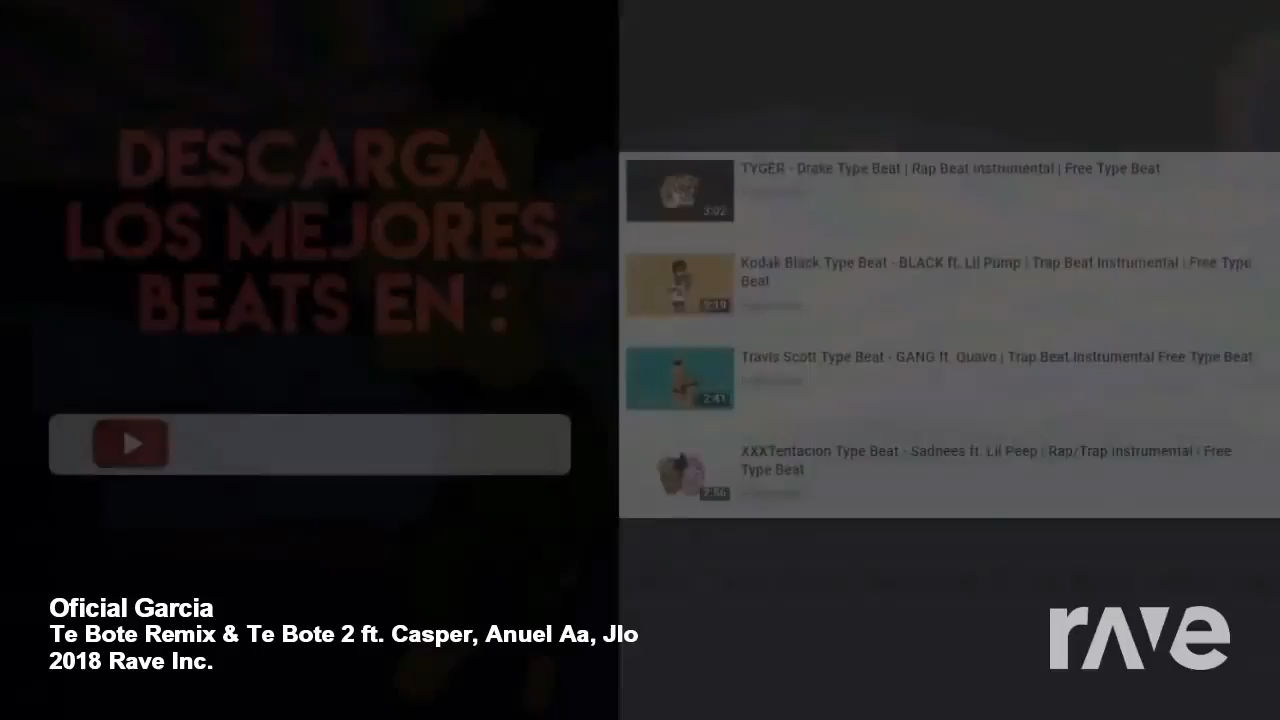 DESCARGA
LOS MEJORES
BEATS EN :
TYGER - Drake Type Beat | Rap Beat Instrumental | Free Type Beat
3:02
Kodak Black Type Beat - BLACK ft. Lil Pump | Trap Beat Instrumental | Free Type
Beat
Travis Scott Type Beat - GANG ft. Quavo | Trap Beat Instrumental Free Type Beat
2:41
XXXTentacion Type Beat - Sadnees ft. Lil Peep | Rap/Trap Instrumental | Free
Type Beat
2:56
Oficial Garcia
Te Bote Remix & Te Bote 2 ft. Casper, Anuel Aa, Jlo
2018 Rave Inc.
rave